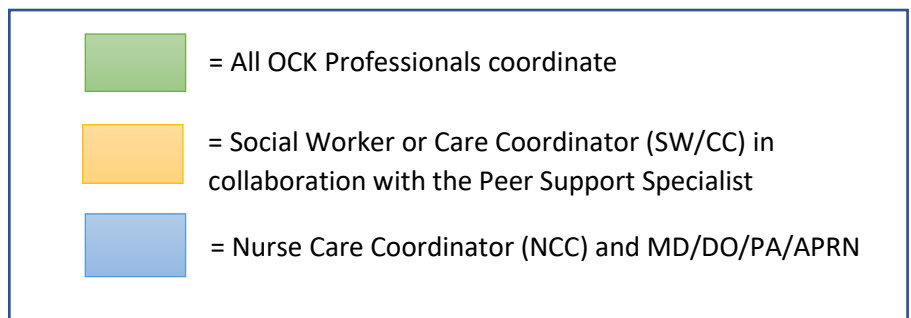 = All OCK Professionals coordinate
= Social Worker or Care Coordinator (SW/CC) in
collaboration with the Peer Support Specialist
= Nurse Care Coordinator (NCC) and MD/DO/PA/APRN